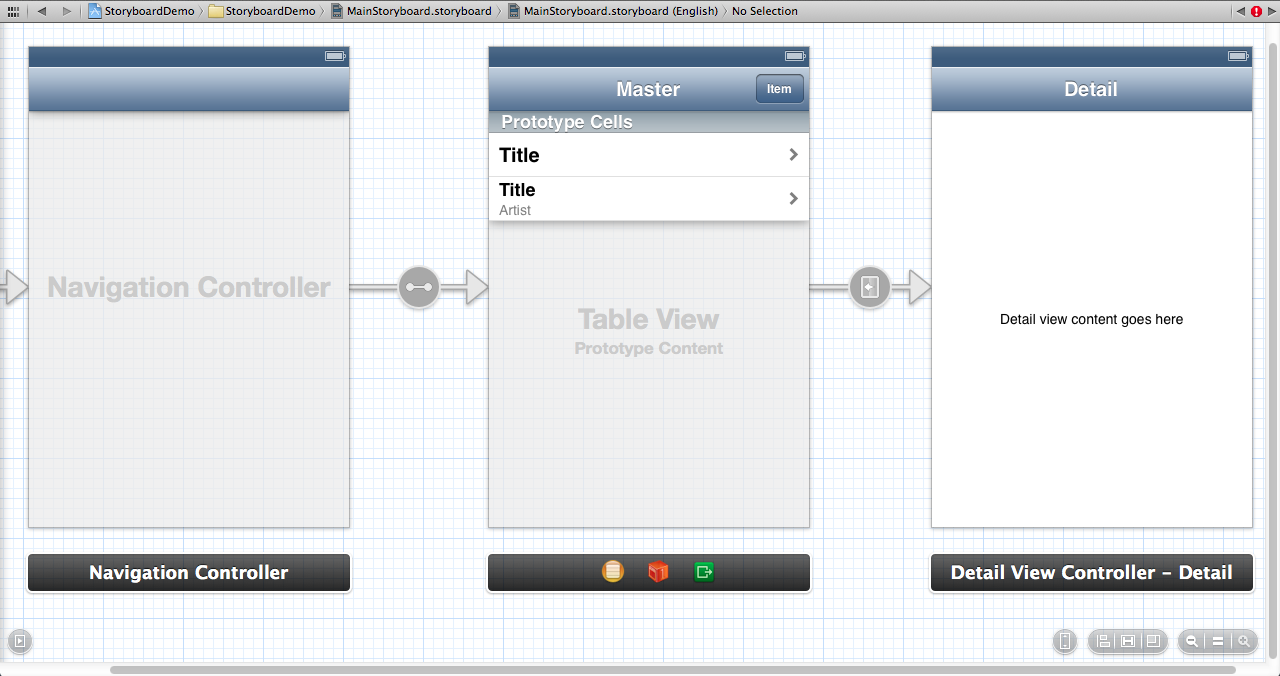 StoryboardDemo StoryboardDemo MainStoryboard.storyboard MainStoryboard.storyboard (English) No Selection
Master
Item
Detail
Prototype Cells
Title
Title
Artist
Navigation Controller
Table View
Prototype Content
Detail view content goes here
Navigation Controller
Detail View Controller – Detail